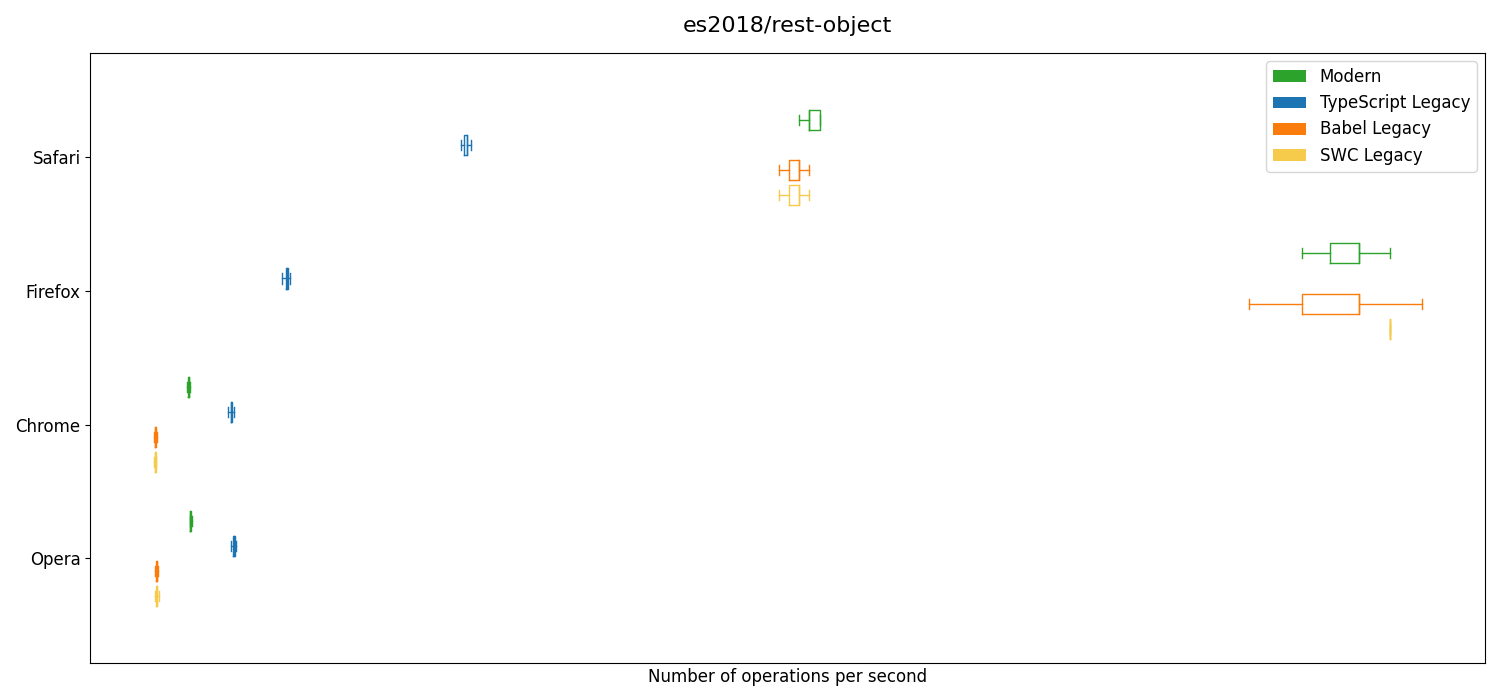 es2018/rest-object
Modern
TypeScript Legacy
Babel Legacy
SWC Legacy
Safari
Firefox
Chrome
Opera
Number of operations per second